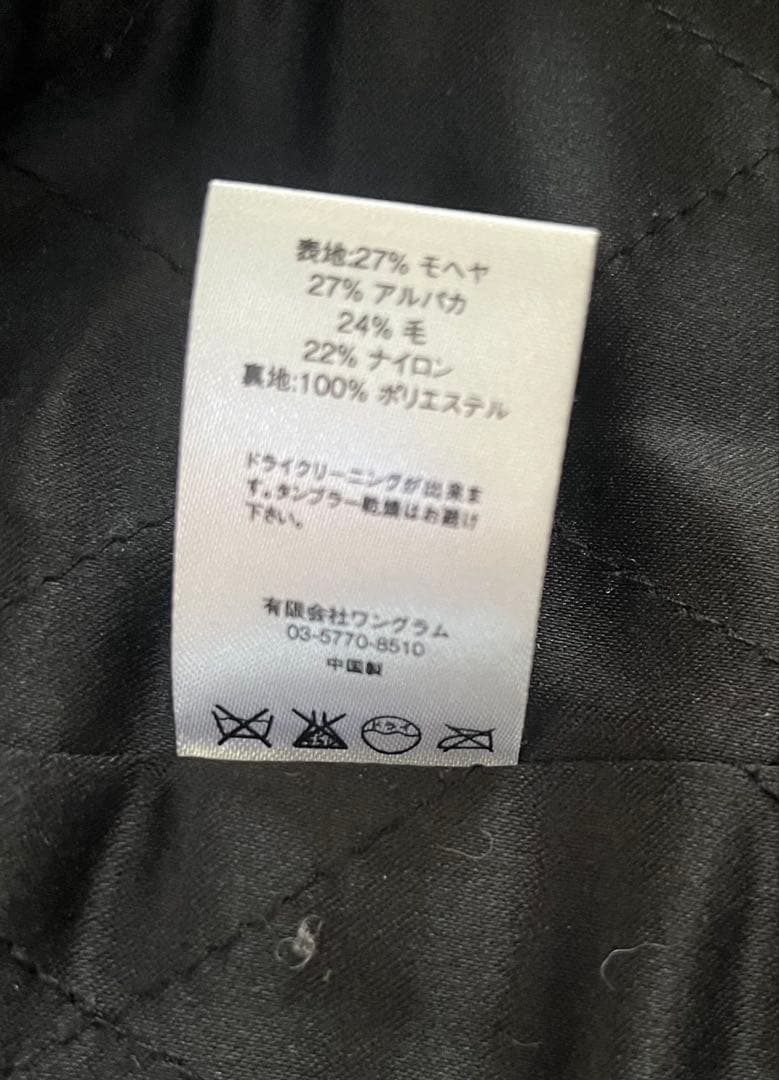 表地:27% モヘヤ
27% アルパカ
24% 毛
22% ナイロン
裏地:100% ポリエステル
ドライクリーニングが出来ま
す。タンブラー乾燥はお避け
下さい。
有限会社ワングラム
03-5770-8510
中国製
ドライ